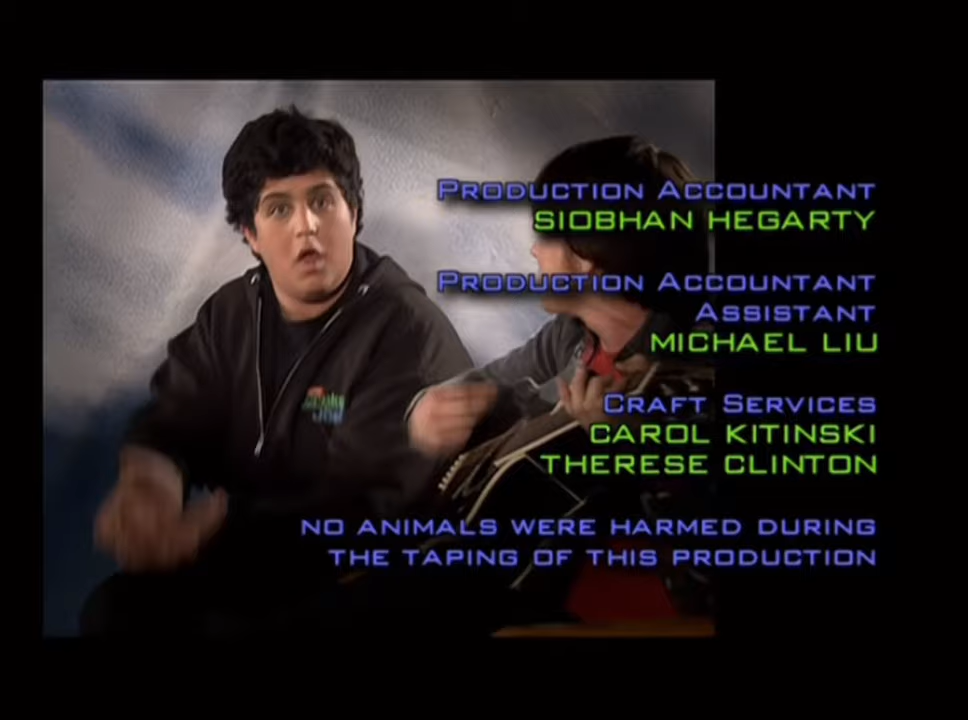 PRODUCTION ACCOUNTANT
SIOBHAN HEGARTY
PRODUCTION ACCOUNTANT
ASSISTANT
MICHAEL LIU
CRAFT SERVICES
CAROL KITINSKI
THERESE CLINTON
NO ANIMALS WERE HARMED DURING
THE TAPING OF THIS PRODUCTION